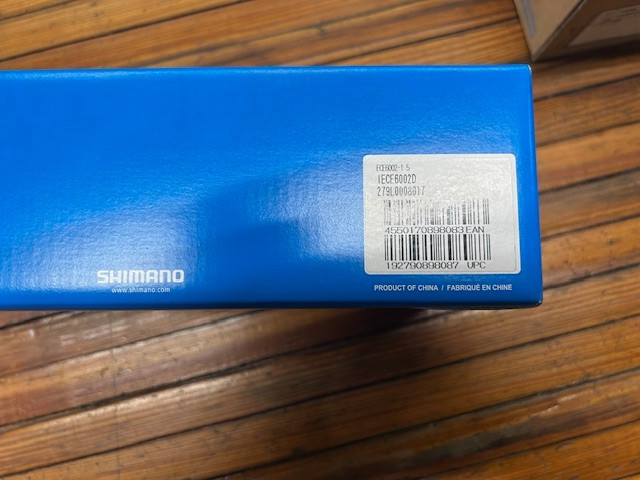 ECE6002-1 5
IECE6002D
279L0008017
4550170898083 EAN
192790898087 UPC
SHIMANO
www.shimano.com
PRODUCT OF CHINA / FABRIQUÉ EN CHINE